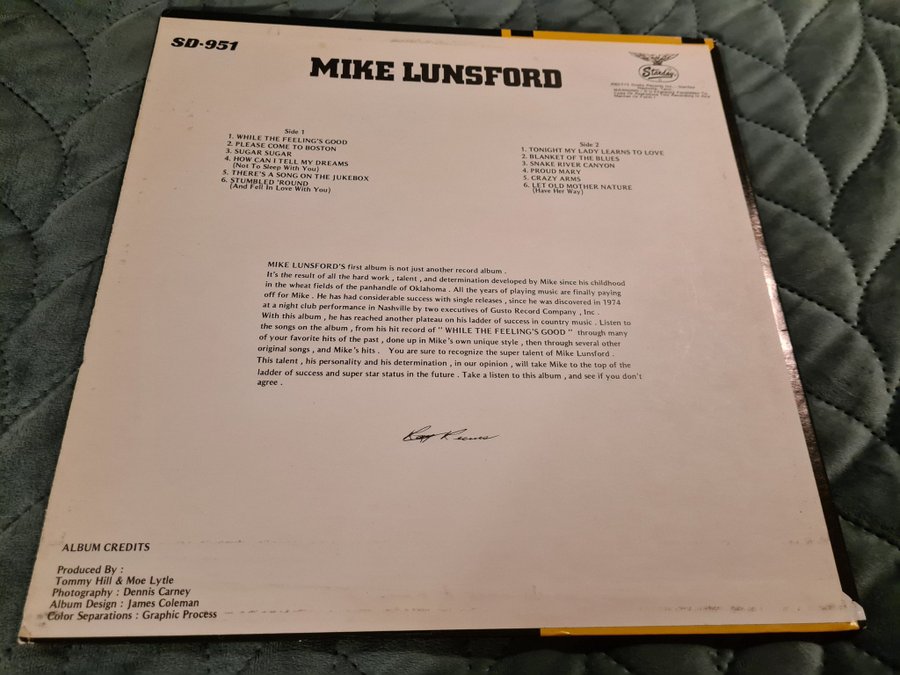 SD-951
MIKE LUNSFORD
Starday
Side 1
1. WHILE THE FEELING'S GOOD
2. PLEASE COME TO BOSTON
3. SUGAR SUGAR
4. HOW CAN I TELL MY DREAMS
(Not To Sleep With You)
5. THERE'S A SONG ON THE JUKEBOX
6. STUMBLED 'ROUND
(And Fell In Love With You)
Side 2
1. TONIGHT MY LADY LEARNS TO LOVE
2. BLANKET OF THE BLUES
3. SNAKE RIVER CANYON
4. PROUD MARY
5. CRAZY ARMS
6. LET OLD MOTHER NATURE
(Have Her Way)
MIKE LUNSFORD'S first album is not just another record album .
It's the result of all the hard work , talent , and determination developed by Mike since his childhood
in the wheat fields of the panhandle of Oklahoma . All the years of playing music are finally paying
off for Mike . He has had considerable success with single releases , since he was discovered in 1974
at a night club performance in Nashville by two executives of Gusto Record Company , Inc .
With this album , he has reached another plateau on his ladder of success in country music . Listen to
the songs on the album , from his hit record of " WHILE THE FEELING'S GOOD " through many
of your favorite hits of the past , done up in Mike's own unique style , then through several other
original songs , and Mike's hits . You are sure to recognize the super talent of Mike Lunsford .
This talent , his personality and his determination , in our opinion , will take Mike to the top of the
ladder of success and super star status in the future . Take a listen to this album , and see if you don't
agree .
ALBUM CREDITS
Produced By :
Tommy Hill & Moe Lytle
Photography : Dennis Carney
Album Design : James Coleman
Color Separations : Graphic Process